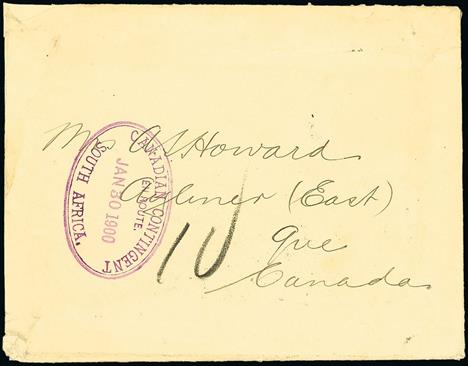 Mrs A S Howard
Aylmer (East)
Que
Canada
10
CANADIAN CONTINGENT
EN ROUTE,
JAN 30 1900
SOUTH AFRICA,